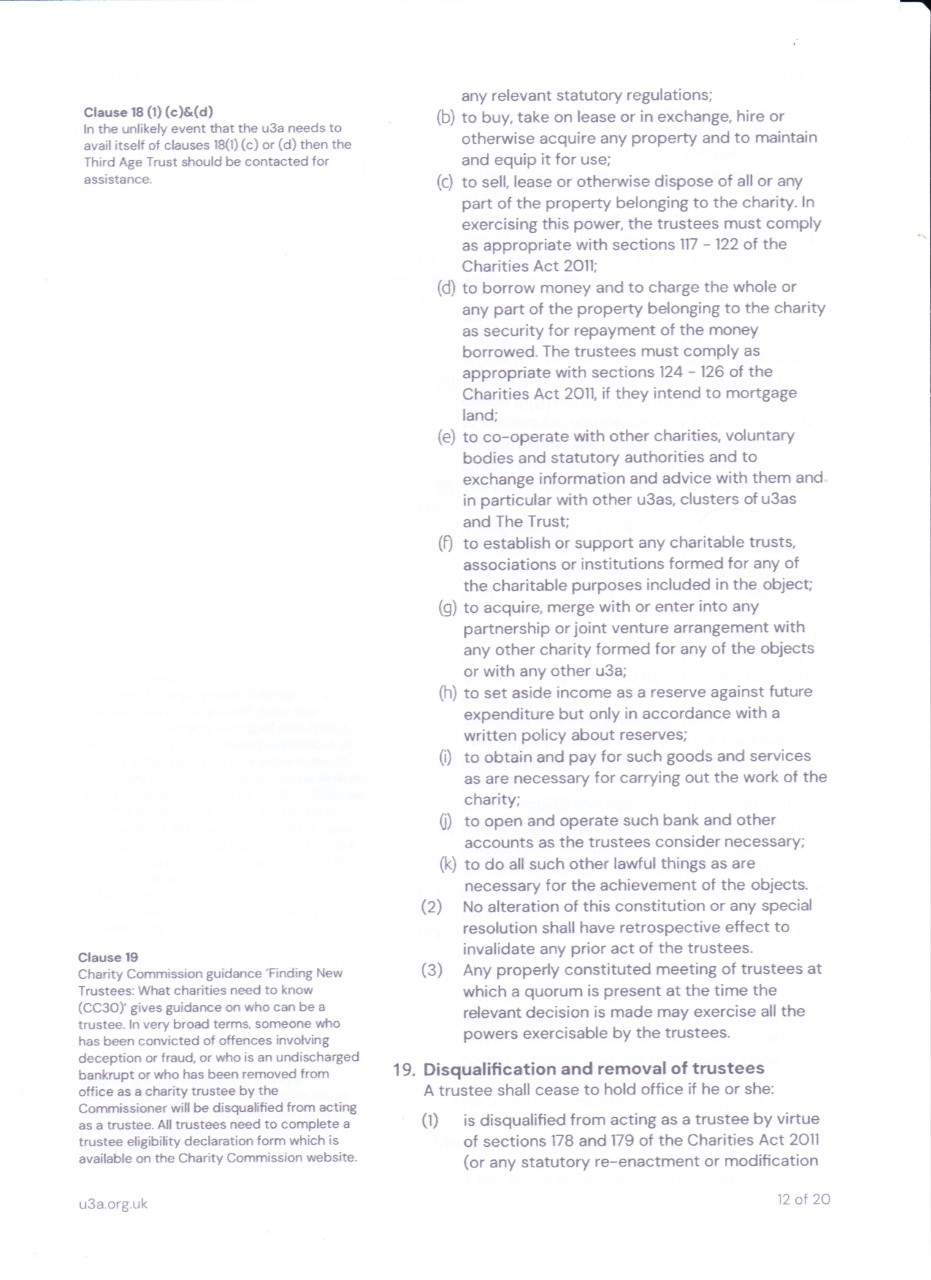 Clause 18 (1) (c)&(d)
In the unlikely event that the u3a needs to
avail itself of clauses 18(1) (c) or (d) then the
Third Age Trust should be contacted for
assistance.
any relevant statutory regulations;
(b) to buy, take on lease or in exchange, hire or
otherwise acquire any property and to maintain
and equip it for use;
(c) to sell, lease or otherwise dispose of all or any
part of the property belonging to the charity. In
exercising this power, the trustees must comply
as appropriate with sections 117 – 122 of the
Charities Act 2011;
(d) to borrow money and to charge the whole or
any part of the property belonging to the charity
as security for repayment of the money
borrowed. The trustees must comply as
appropriate with sections 124 – 126 of the
Charities Act 2011, if they intend to mortgage
land;
(e) to co-operate with other charities, voluntary
bodies and statutory authorities and to
exchange information and advice with them and
in particular with other u3as, clusters of u3as
and The Trust;
(f) to establish or support any charitable trusts,
associations or institutions formed for any of
the charitable purposes included in the object;
(g) to acquire, merge with or enter into any
partnership or joint venture arrangement with
any other charity formed for any of the objects
or with any other u3a;
(h) to set aside income as a reserve against future
expenditure but only in accordance with a
written policy about reserves;
(i) to obtain and pay for such goods and services
as are necessary for carrying out the work of the
charity;
(j) to open and operate such bank and other
accounts as the trustees consider necessary;
(k) to do all such other lawful things as are
necessary for the achievement of the objects.
(2) No alteration of this constitution or any special
resolution shall have retrospective effect to
invalidate any prior act of the trustees.
(3) Any properly constituted meeting of trustees at
which a quorum is present at the time the
relevant decision is made may exercise all the
powers exercisable by the trustees.
Clause 19
Charity Commission guidance 'Finding New
Trustees: What charities need to know
(CC30)' gives guidance on who can be a
trustee. In very broad terms, someone who
has been convicted of offences involving
deception or fraud, or who is an undischarged
bankrupt or who has been removed from
office as a charity trustee by the
Commissioner will be disqualified from acting
as a trustee. All trustees need to complete a
trustee eligibility declaration form which is
available on the Charity Commission website.
19. Disqualification and removal of trustees
A trustee shall cease to hold office if he or she:
(1) is disqualified from acting as a trustee by virtue
of sections 178 and 179 of the Charities Act 2011
(or any statutory re-enactment or modification
u3a.org.uk
12 of 20